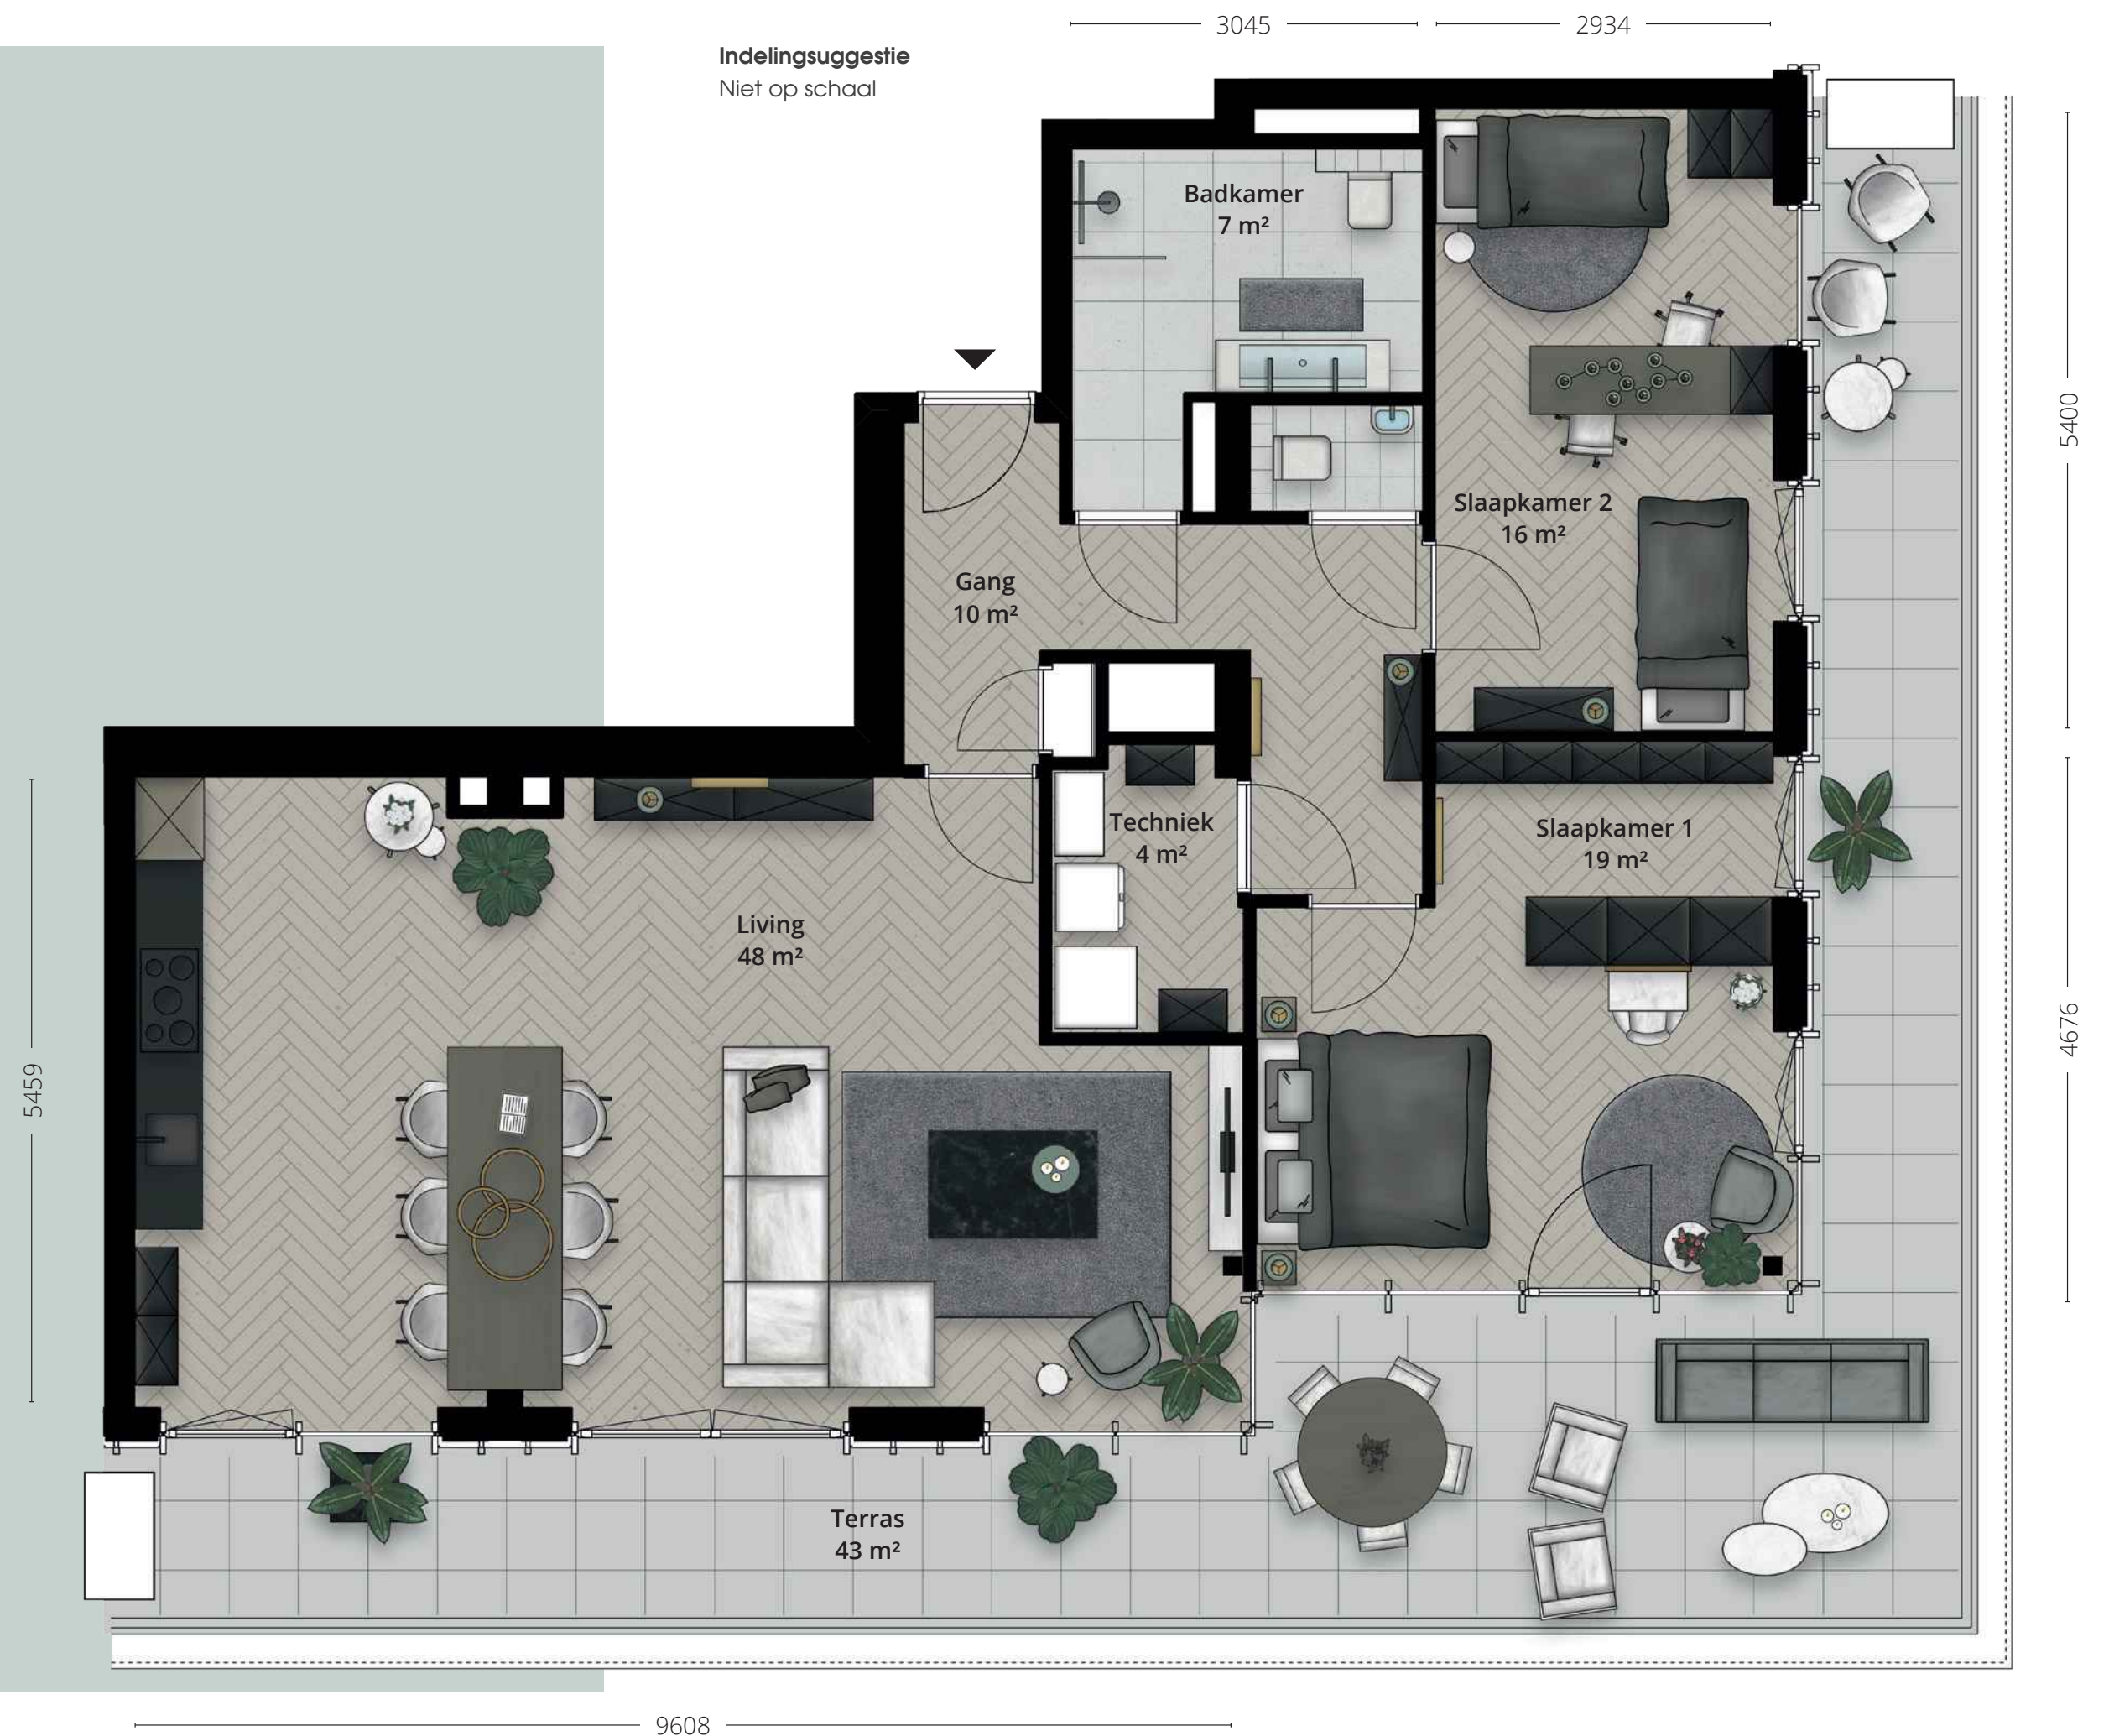 3045
2934
Indelingsuggestie
Niet op schaal
Badkamer
7 m²
5400
Slaapkamer 2
16 m²
Gang
10 m²
Techniek
4 m²
Slaapkamer 1
19 m²
Living
48 m²
4676
5459
Terras
43 m²
9608